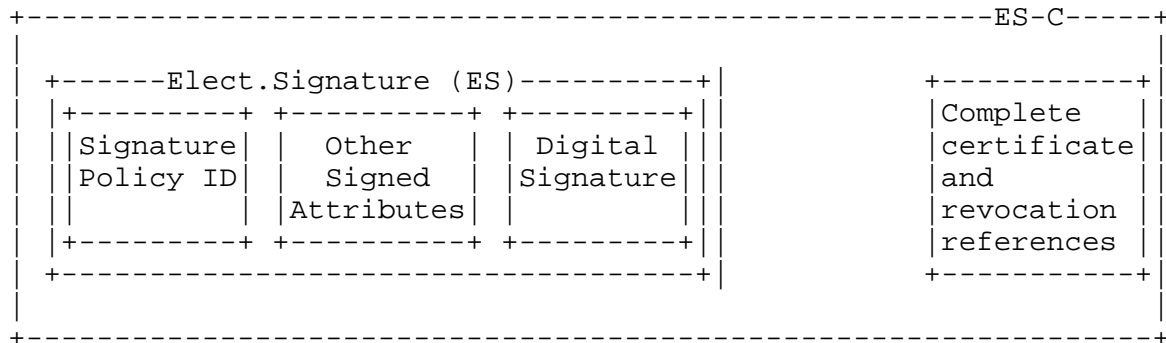 +------------------------------------------------------ES-C-----+
|                                                               |
| +------Elect.Signature (ES)----------+|           +-----------+|
| |+---------+ +----------+ +---------+||           |Complete   ||
| ||Signature| |  Other   | | Digital |||           |certificate||
| ||Policy ID| |  Signed  | |Signature|||           |and        ||
| ||         | |Attributes| |         |||           |revocation ||
| |+---------+ +----------+ +---------+||           |references ||
| +------------------------------------+|           +-----------+|
|                                                               |
+---------------------------------------------------------------+